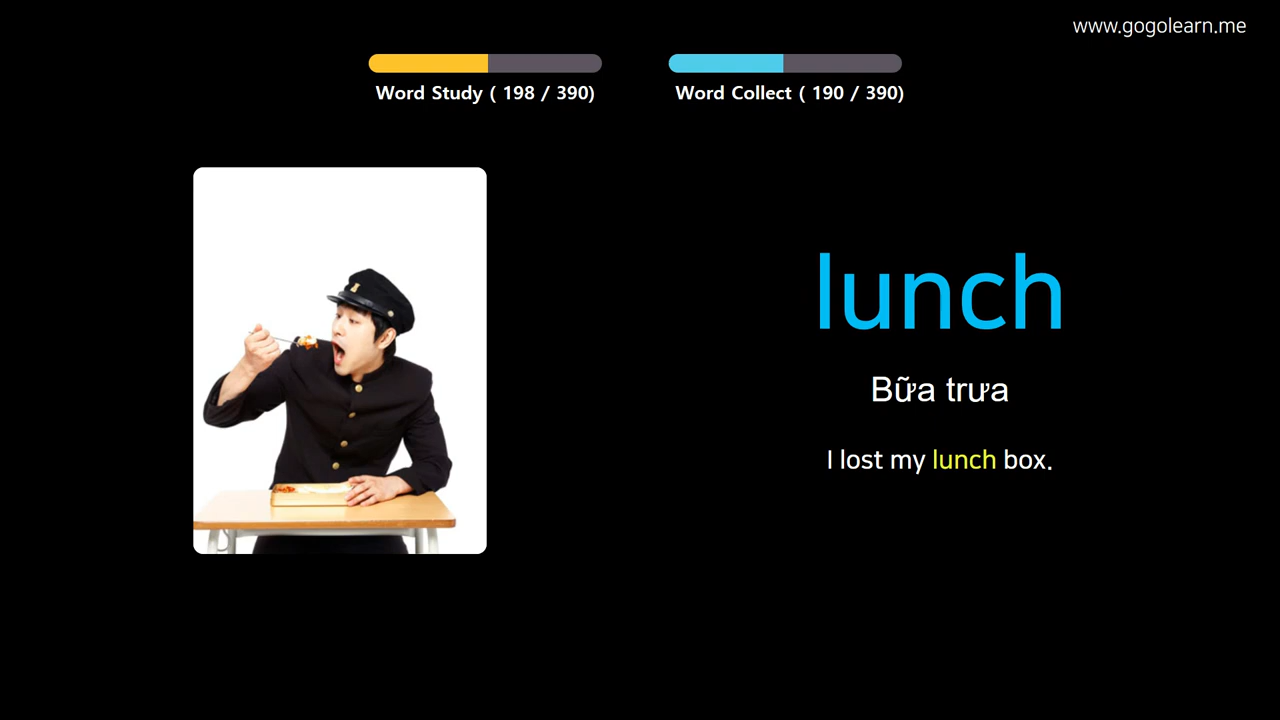 www.gogolearn.me
Word Study ( 198 / 390)
Word Collect ( 190 / 390)
lunch
Bữa trưa
I lost my lunch box.